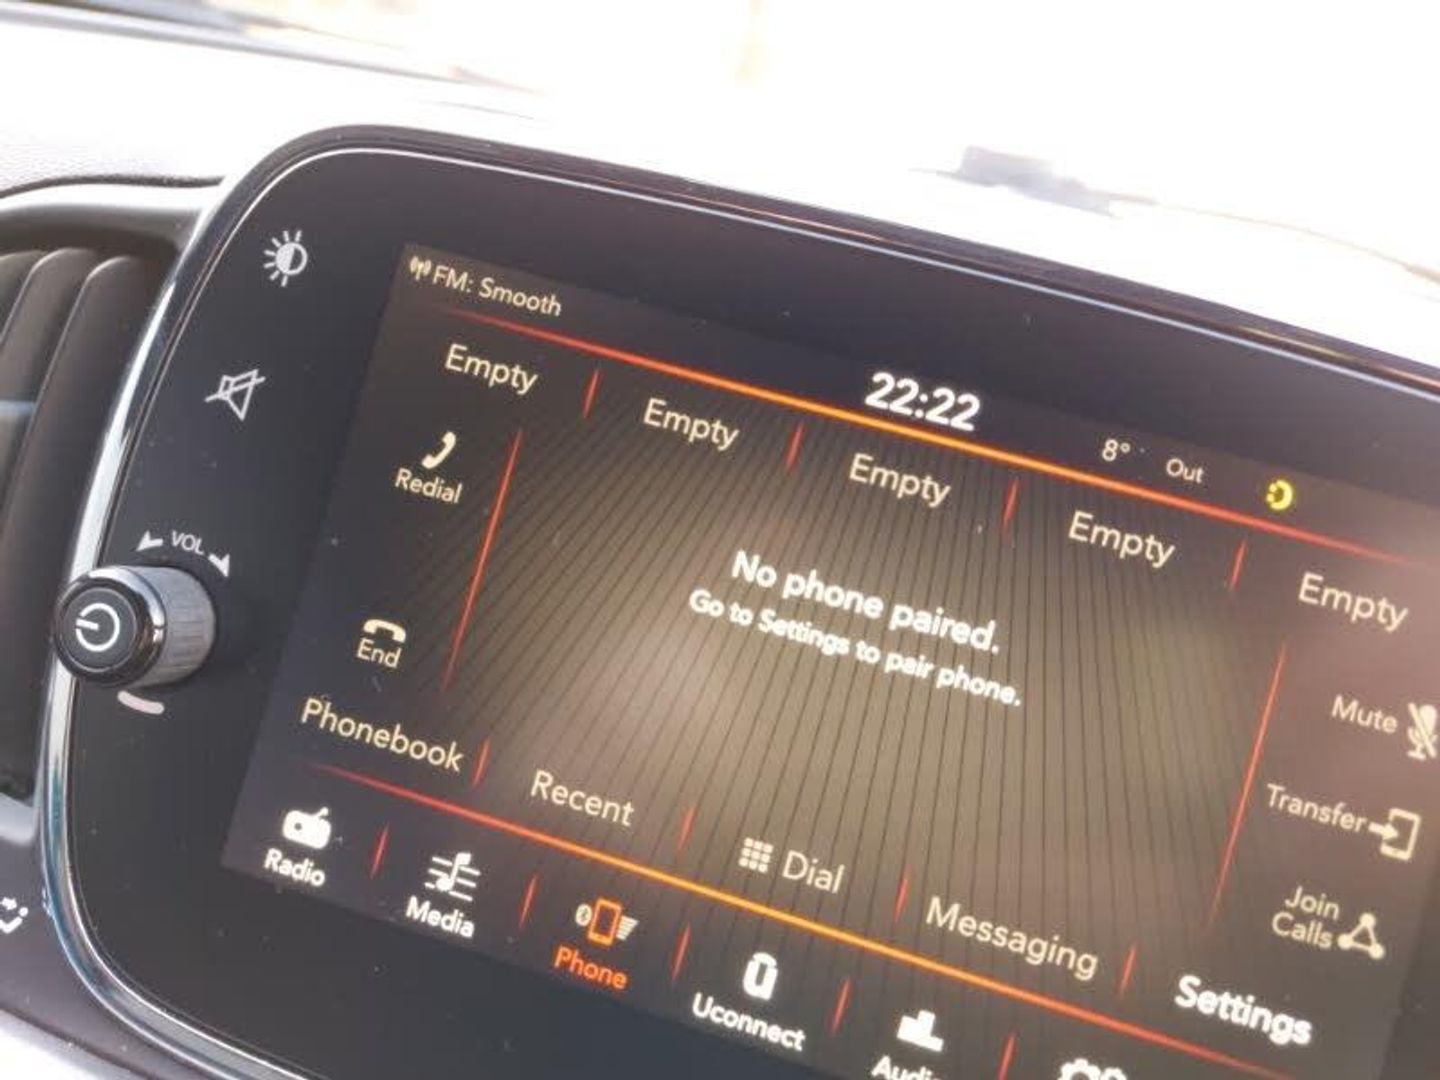 FM: Smooth
22:22
8° Out
Empty
Empty
Empty
Empty
Empty
Redial
No phone paired.
Go to Settings to pair phone.
VOL
End
Mute
Transfer
Join
Calls
Phonebook
Recent
Dial
Messaging
Settings
Radio
Media
Phone
Uconnect